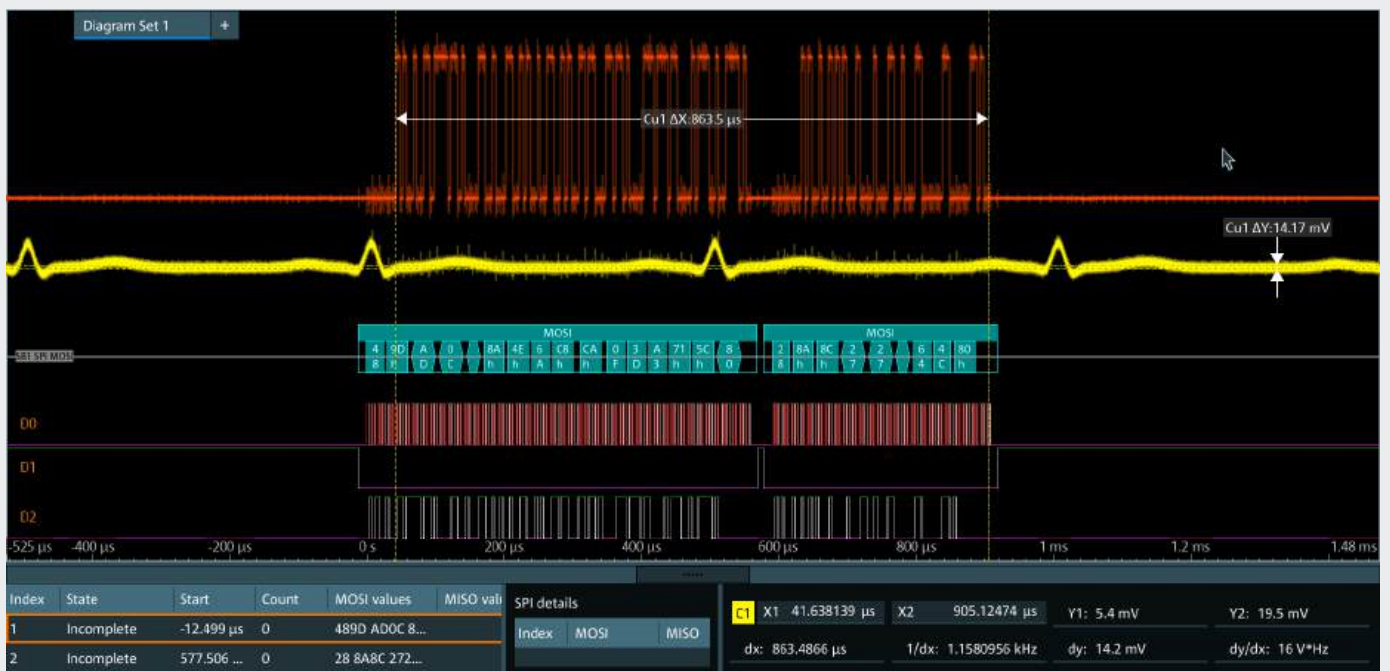 Diagram Set 1 +
Cu1 ΔX:863.5 µs
Cu1 ΔY:14.17 mV
MOSI MOSI
4 9D A 0 8A 4E 6 C8 CA 0 3 A 71 5C 8 2 8A 8C 2 2 6 4 80
SB1 SPI MOSI
8 h D C h h A h h F D 3 h h 0 8 h h 7 7 4 C h
D0
D1
D2
-525 µs -400 µs -200 µs 0 s 200 µs 400 µs 600 µs 800 µs 1 ms 1.2 ms 1.48 ms
Index State Start Count MOSI values MISO valu
1 Incomplete -12.499 µs 0 489D AD0C 8...
2 Incomplete 577.506 ... 0 28 8A8C 272...
SPI details
Index MOSI MISO
C1 X1 41.638139 µs X2 905.12474 µs Y1: 5.4 mV Y2: 19.5 mV
dx: 863.4866 µs 1/dx: 1.1580956 kHz dy: 14.2 mV dy/dx: 16 V*Hz